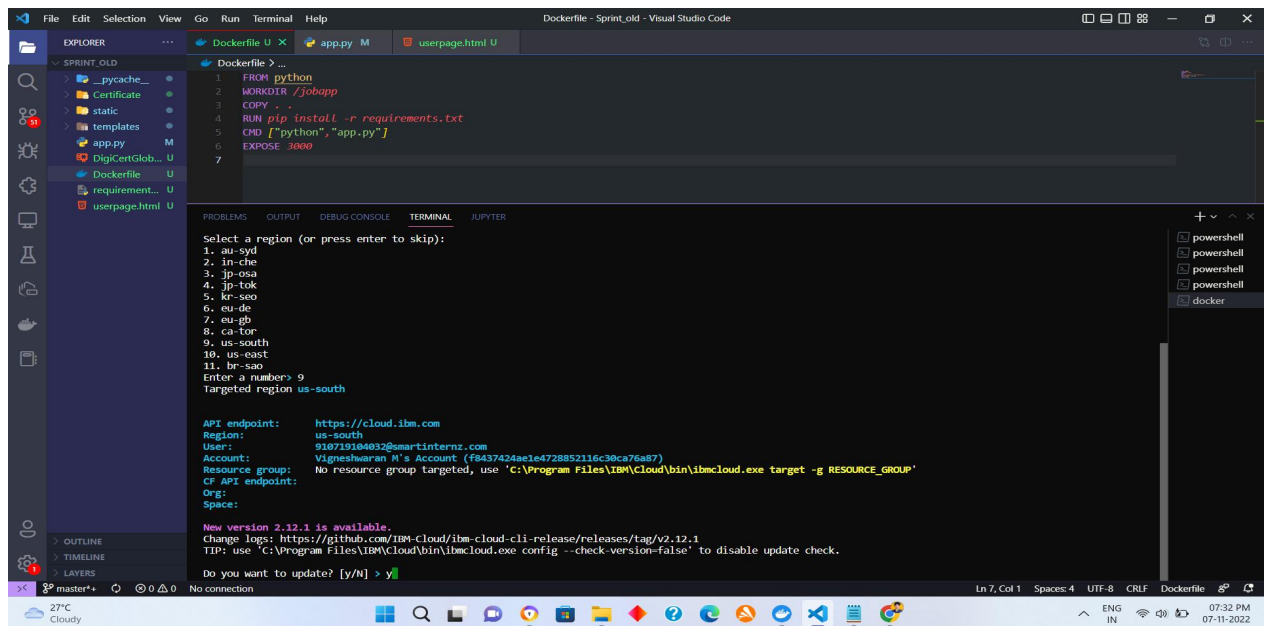 File Edit Selection View Go Run Terminal Help
Dockerfile - Sprint_old - Visual Studio Code
EXPLORER
Dockerfile U
app.py M
userpage.html U
SPRINT_OLD
__pycache__
Certificate
static
templates
app.py M
DigiCertGlob... U
Dockerfile U
requirement... U
userpage.html U
51
Dockerfile > ...
1 FROM python
2 WORKDIR /jobapp
3 COPY . .
4 RUN pip install -r requirements.txt
5 CMD ["python","app.py"]
6 EXPOSE 3000
7
PROBLEMS OUTPUT DEBUG CONSOLE TERMINAL JUPYTER
powershell
powershell
powershell
powershell
docker
Select a region (or press enter to skip):
1. au-syd
2. in-che
3. jp-osa
4. jp-tok
5. kr-seo
6. eu-de
7. eu-gb
8. ca-tor
9. us-south
10. us-east
11. br-sao
Enter a number> 9
Targeted region us-south
API endpoint: https://cloud.ibm.com
Region: us-south
User: 910719104032@smartinternz.com
Account: Vigneshwaran M's Account (f8437424ae1e4728852116c30ca76a87)
Resource group: No resource group targeted, use 'C:\Program Files\IBM\Cloud\bin\ibmcloud.exe target -g RESOURCE_GROUP'
CF API endpoint:
Org:
Space:
New version 2.12.1 is available.
Change logs: https://github.com/IBM-Cloud/ibm-cloud-cli-release/releases/tag/v2.12.1
TIP: use 'C:\Program Files\IBM\Cloud\bin\ibmcloud.exe config --check-version=false' to disable update check.
Do you want to update? [y/N] > y
OUTLINE
TIMELINE
LAYERS
1
master*+ 0 0 No connection
Ln 7, Col 1 Spaces: 4 UTF-8 CRLF Dockerfile
27°C
Cloudy
ENG
IN
07:32 PM
07-11-2022